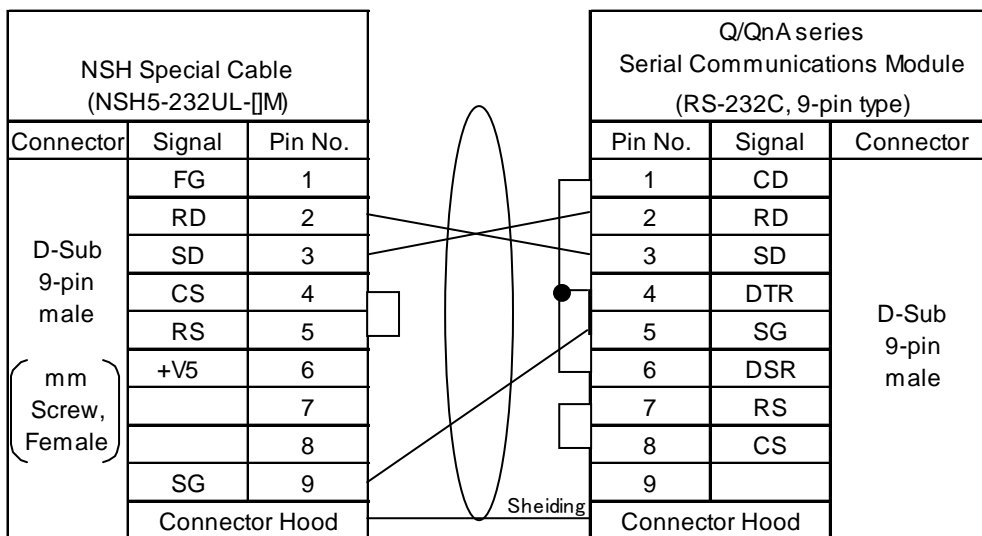 NSH Special Cable
(NSH5-232UL-[]M)
Connector Signal Pin No.
FG 1
RD 2
SD 3
CS 4
RS 5
+V5 6
7
8
SG 9
Connector Hood
D-Sub
9-pin
male
mm
Screw,
Female
Sheiding
Q/QnA series
Serial Communications Module
(RS-232C, 9-pin type)
Pin No. Signal Connector
1 CD
2 RD
3 SD
4 DTR
5 SG
6 DSR
7 RS
8 CS
9
Connector Hood
D-Sub
9-pin
male